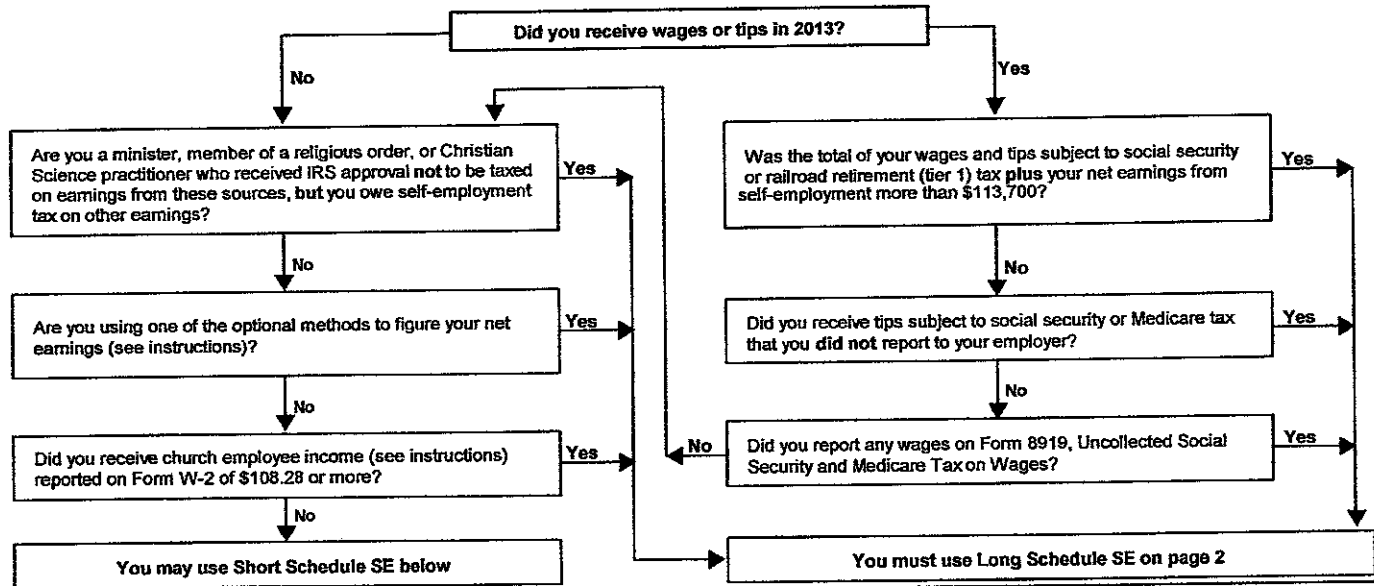 Did you receive wages or tips in 2013?
No
Yes
Are you a minister, member of a religious order, or Christian
Science practitioner who received IRS approval not to be taxed
on earnings from these sources, but you owe self-employment
tax on other earnings?
Yes
Was the total of your wages and tips subject to social security
or railroad retirement (tier 1) tax plus your net earnings from
self-employment more than $113,700?
Yes
No
No
Are you using one of the optional methods to figure your net
earnings (see instructions)?
Yes
Did you receive tips subject to social security or Medicare tax
that you did not report to your employer?
Yes
No
No
Did you receive church employee income (see instructions)
reported on Form W-2 of $108.28 or more?
Yes
No
Did you report any wages on Form 8919, Uncollected Social
Security and Medicare Tax on Wages?
Yes
No
You may use Short Schedule SE below
You must use Long Schedule SE on page 2